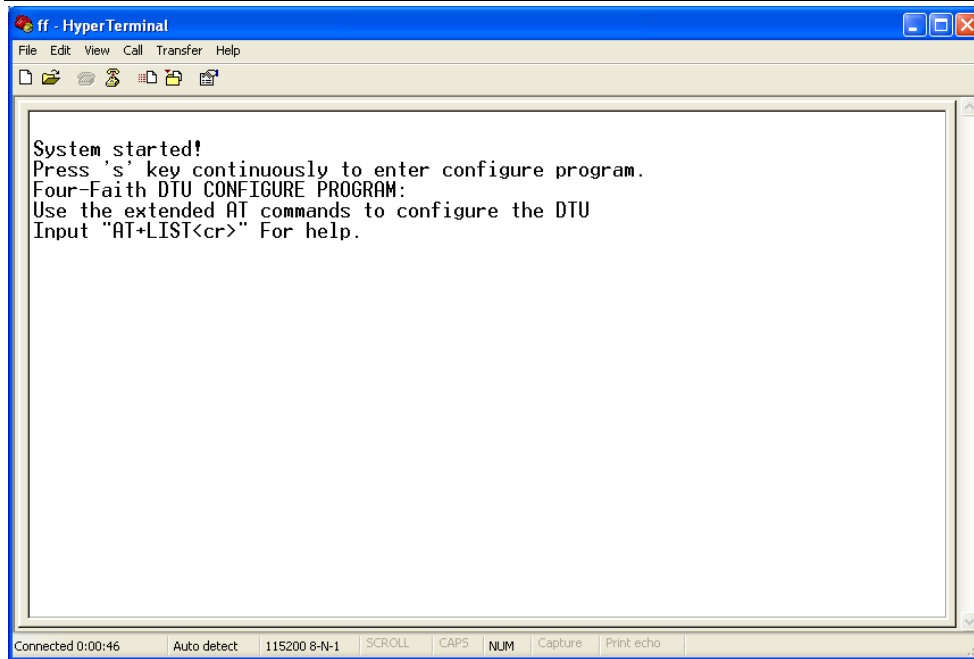 ff - HyperTerminal
File Edit View Call Transfer Help
System started!
Press 's' key continuously to enter configure program.
Four-Faith DTU CONFIGURE PROGRAM:
Use the extended AT commands to configure the DTU
Input "AT+LIST<cr>" For help.
Connected 0:00:46 Auto detect 115200 8-N-1 SCROLL CAPS NUM Capture Print echo